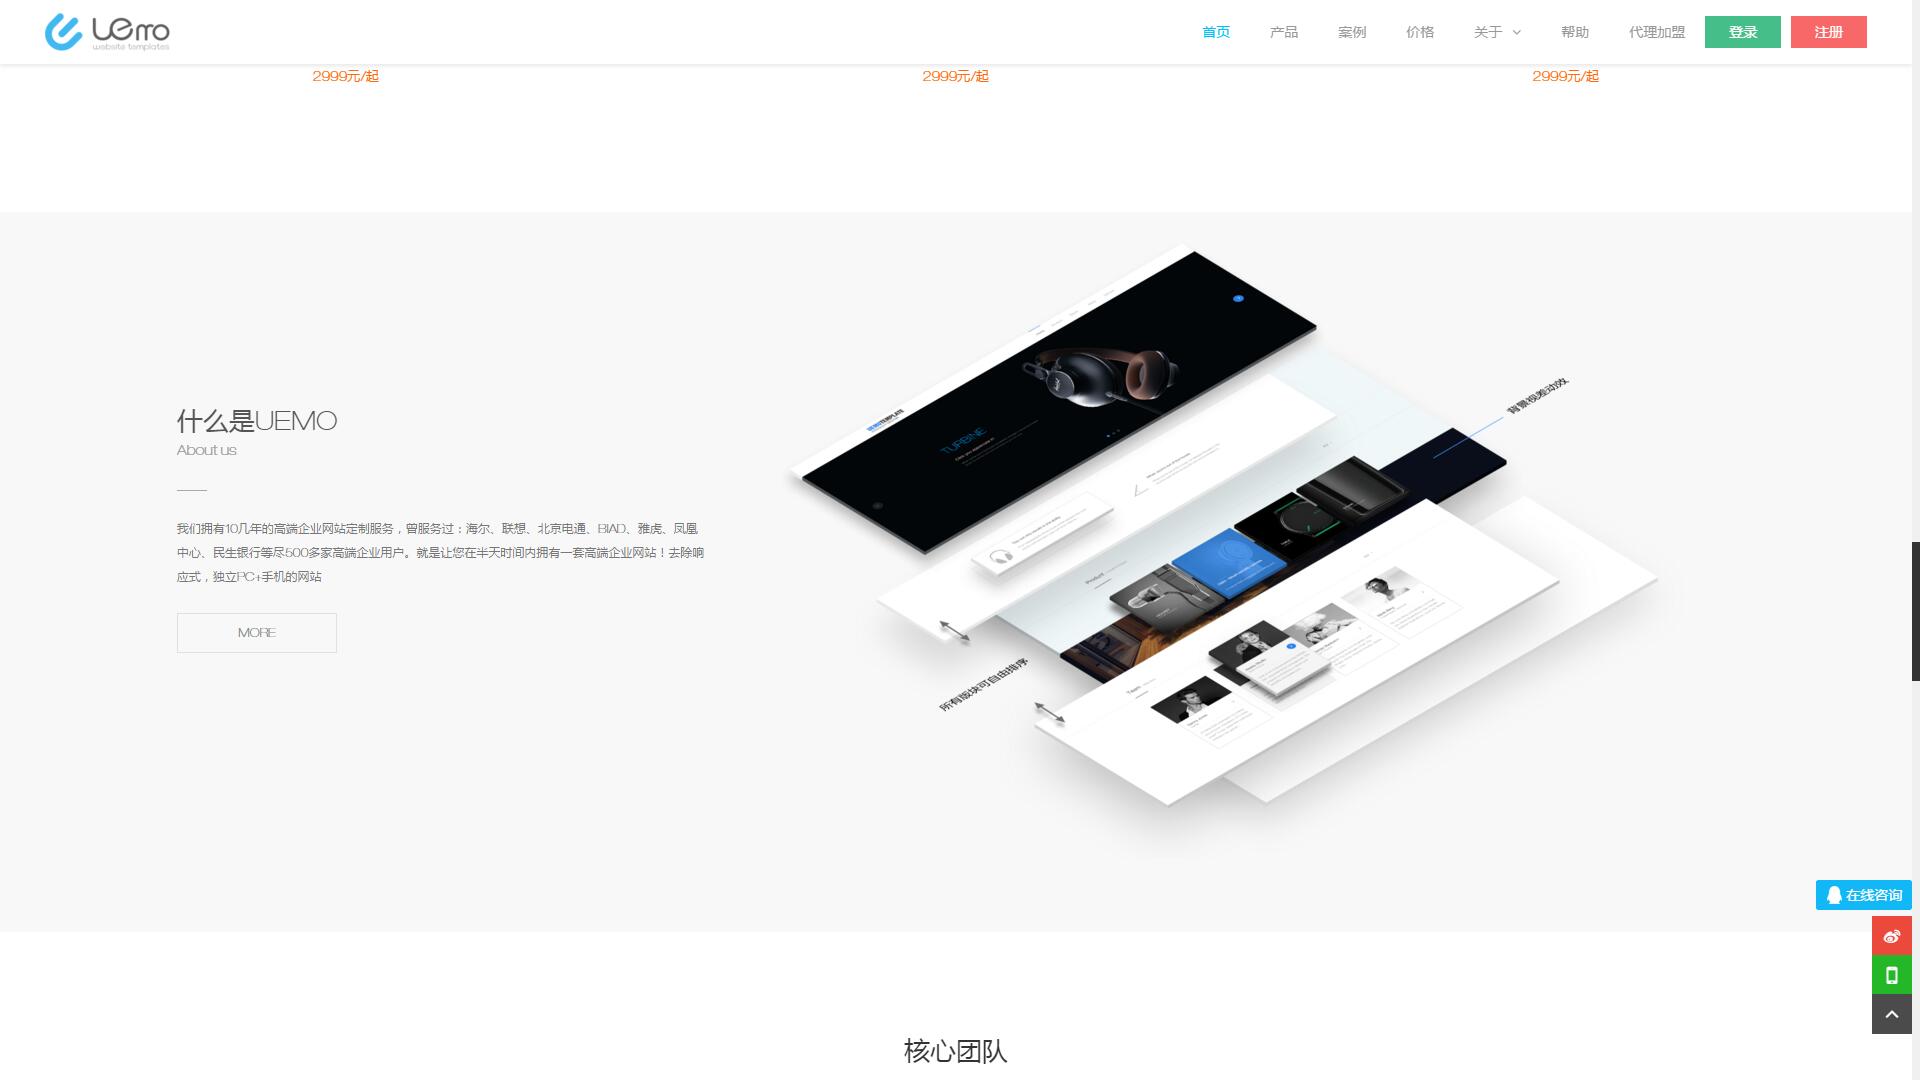 uemo
website templates
首页 产品 案例 价格 关于 帮助 代理加盟 登录 注册
2999元/起 2999元/起 2999元/起
什么是UEMO
About us
我们拥有10几年的高端企业网站定制服务，曾服务过：海尔、联想、北京电通、BIAD、雅虎、凤凰
中心、民生银行等尽500多家高端企业用户。就是让您在半天时间内拥有一套高端企业网站！去除响
应式，独立PC+手机的网站
MORE
UEMOTEMPLATE
TURBINE
背景视差动效
Product
所有版块可自由排序
Team
在线咨询
核心团队